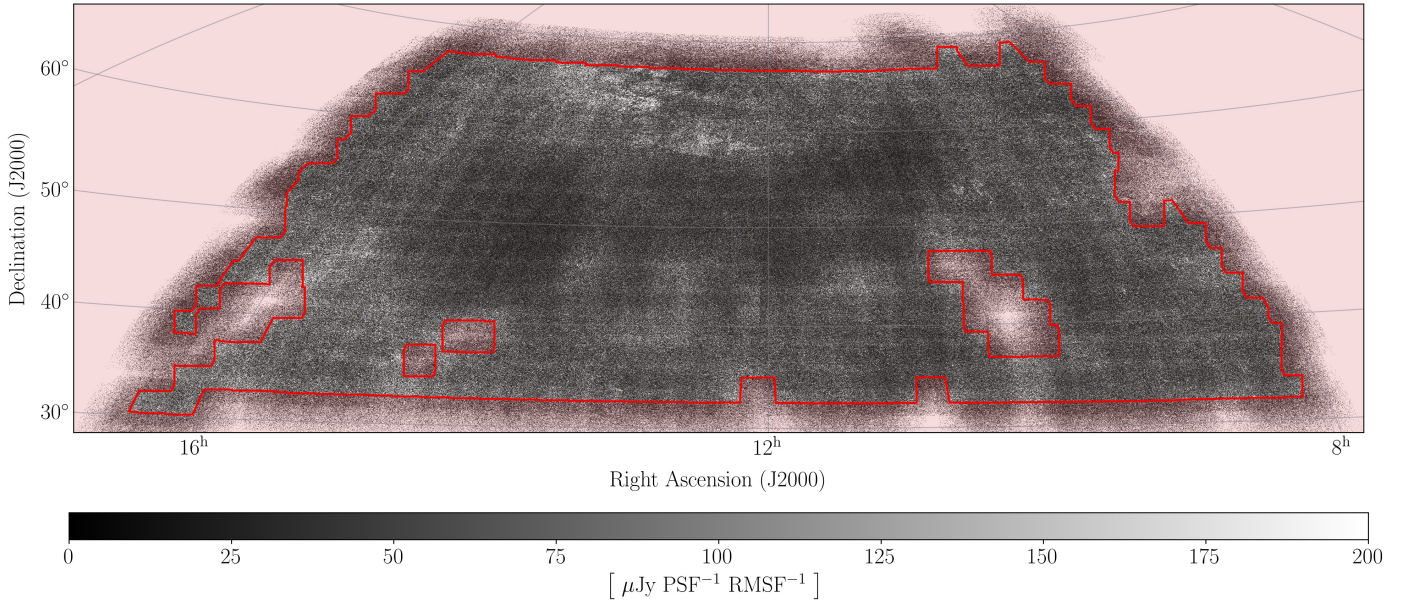 60°
50°
40°
30°
Declination (J2000)
16ʰ 12ʰ 8ʰ
Right Ascension (J2000)
0 25 50 75 100 125 150 175 200
[ μJy PSF⁻¹ RMSF⁻¹ ]